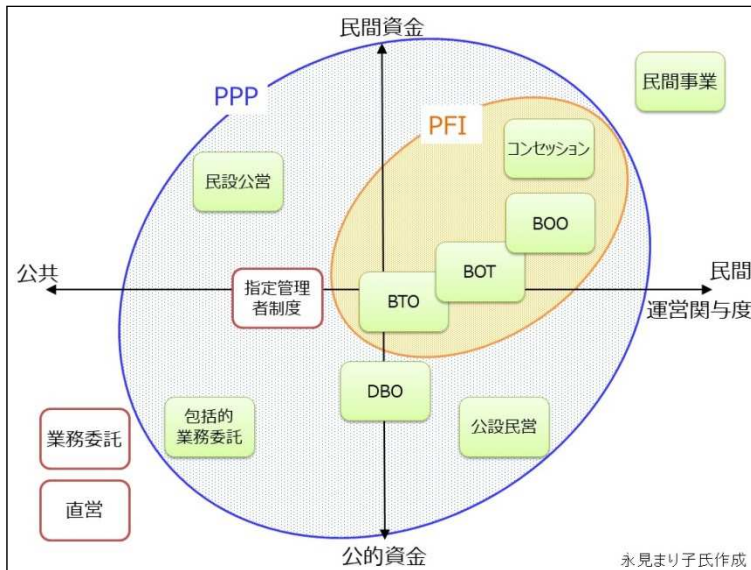 民間資金
民間事業
PPP
PFI
コンセッション
民設公営
BOO
BOT
公共
指定管理
者制度
BTO
民間
運営関与度
DBO
包括的
業務委託
公設民営
業務委託
直営
公的資金
永見まり子氏作成